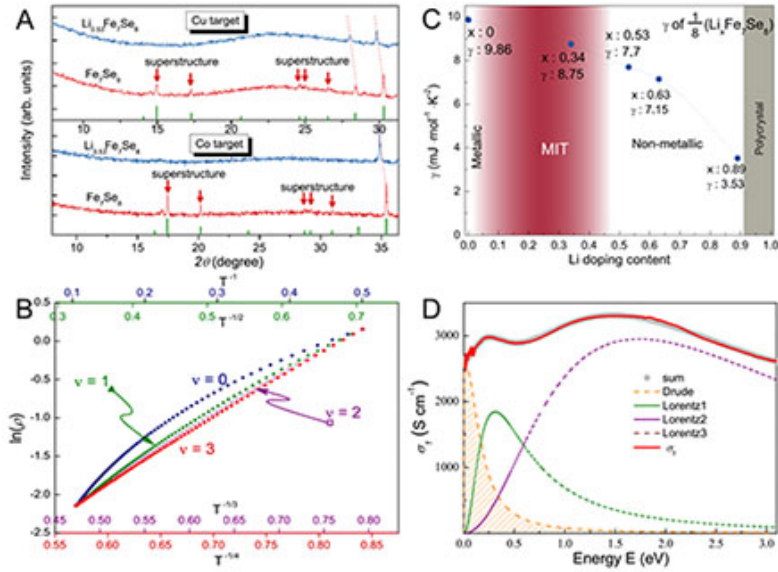 A
Cu target
Li0.53Fe7Se8
superstructure
Fe7Se8
10 15 20 25 30
Co target
Li0.53Fe7Se8
superstructure
superstructure
Fe7Se8
10 15 20 25 30 35
2θ (degree)
Intensity (arb. units)
B
T-1
0.1 0.2 0.3 0.4 0.5
0.3 0.4 0.5 0.6 0.7
T-1/2
0.5
0.0
-0.5
-1.0
-1.5
-2.0
-2.5
ln(ρ)
ν = 0
ν = 1
ν = 2
ν = 3
T-1/3
0.45 0.50 0.55 0.60 0.65 0.70 0.75 0.80
0.55 0.60 0.65 0.70 0.75 0.80 0.85
T-1/4
C
γ of 1/8(LixFe7Se8)
10
8
6
4
2
0
γ (mJ mol-1·K-2)
x : 0
γ : 9.86
x : 0.34
γ : 8.75
x : 0.53
γ : 7.7
x : 0.63
γ : 7.15
x : 0.89
γ : 3.53
Metallic
MIT
Non-metallic
Polycrystal
0.0 0.1 0.2 0.3 0.4 0.5 0.6 0.7 0.8 0.9 1.0
Li doping content
D
3000
2000
1000
σr (S cm-1)
sum
Drude
Lorentz1
Lorentz2
Lorentz3
0.0 0.5 1.0 1.5 2.0 2.5 3.0
Energy E (eV)